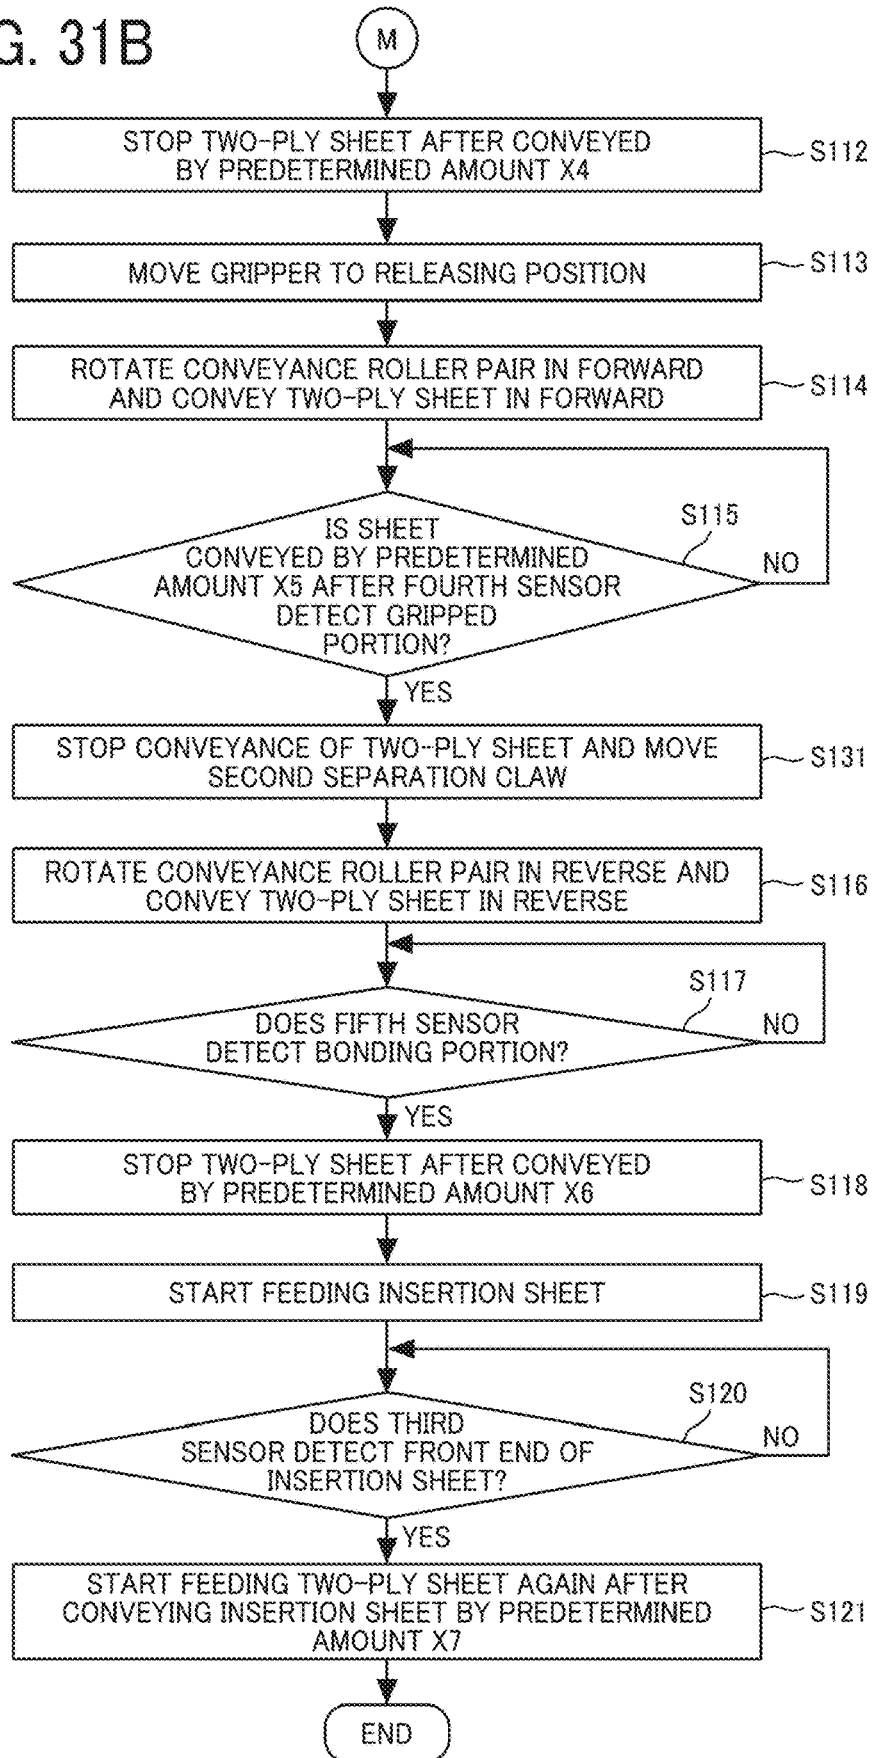 G. 31B
M
STOP TWO-PLY SHEET AFTER CONVEYED
BY PREDETERMINED AMOUNT X4
S112
MOVE GRIPPER TO RELEASING POSITION
S113
ROTATE CONVEYANCE ROLLER PAIR IN FORWARD
AND CONVEY TWO-PLY SHEET IN FORWARD
S114
IS SHEET
CONVEYED BY PREDETERMINED
AMOUNT X5 AFTER FOURTH SENSOR
DETECT GRIPPED
PORTION?
S115
NO
YES
STOP CONVEYANCE OF TWO-PLY SHEET AND MOVE
SECOND SEPARATION CLAW
S131
ROTATE CONVEYANCE ROLLER PAIR IN REVERSE AND
CONVEY TWO-PLY SHEET IN REVERSE
S116
DOES FIFTH SENSOR
DETECT BONDING PORTION?
S117
NO
YES
STOP TWO-PLY SHEET AFTER CONVEYED
BY PREDETERMINED AMOUNT X6
S118
START FEEDING INSERTION SHEET
S119
DOES THIRD
SENSOR DETECT FRONT END OF
INSERTION SHEET?
S120
NO
YES
START FEEDING TWO-PLY SHEET AGAIN AFTER
CONVEYING INSERTION SHEET BY PREDETERMINED
AMOUNT X7
S121
END